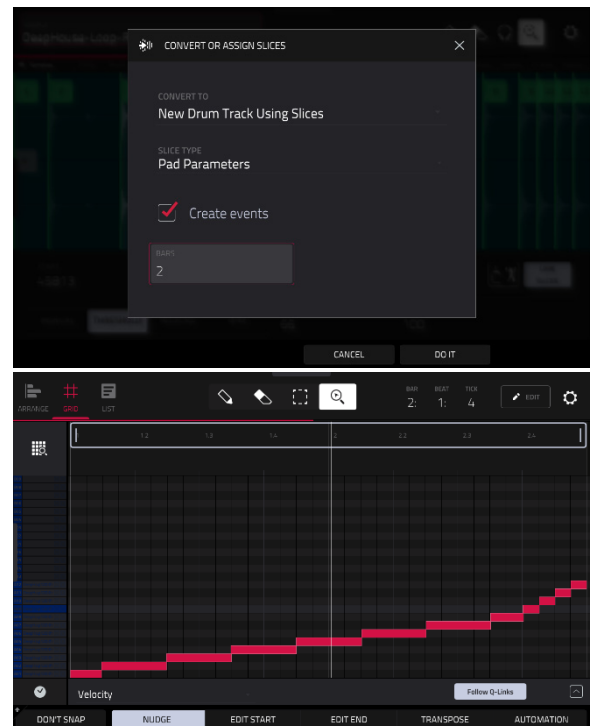 CONVERT OR ASSIGN SLICES
CONVERT TO
New Drum Track Using Slices
SLICE TYPE
Pad Parameters
Create events
BARS
2
CANCEL DO IT
ARRANGE GRID LIST
BAR BEAT TICK
2: 1: 4
EDIT
1.2 1.3 1.4 2 2.2 2.3 2.4
Velocity
Follow Q-Links
DON'T SNAP NUDGE EDIT START EDIT END TRANSPOSE AUTOMATION